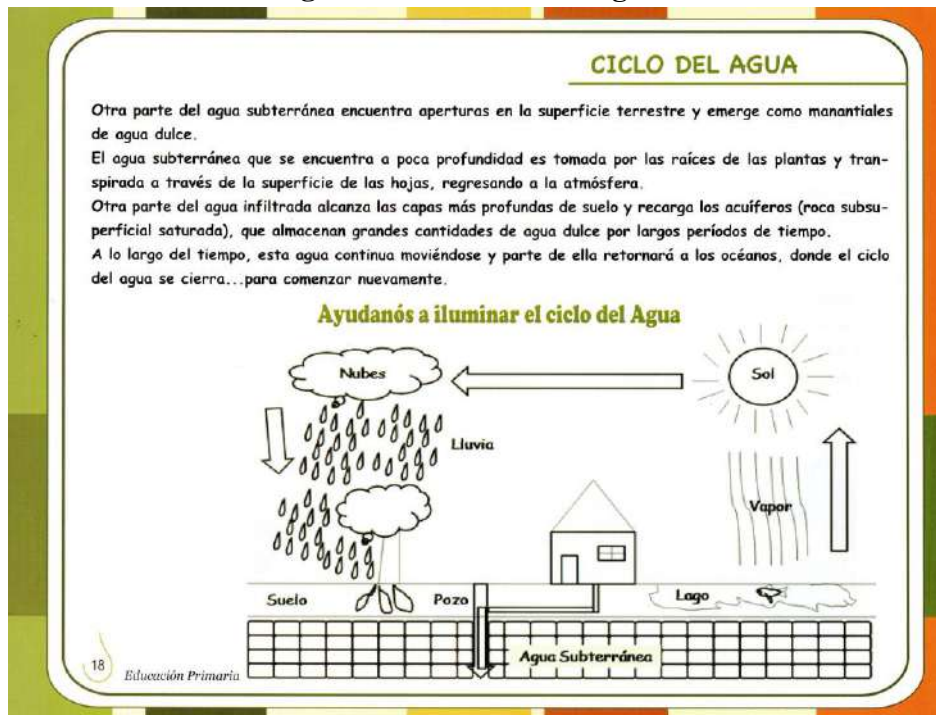 CICLO DEL AGUA
Otra parte del agua subterránea encuentra aperturas en la superficie terrestre y emerge como manantiales
de agua dulce.
El agua subterránea que se encuentra a poca profundidad es tomada por las raíces de las plantas y tran-
spirada a través de la superficie de las hojas, regresando a la atmósfera.
Otra parte del agua infiltrada alcanza las capas más profundas de suelo y recarga los acuíferos (roca subsu-
perficial saturada), que almacenan grandes cantidades de agua dulce por largos períodos de tiempo.
A lo largo del tiempo, esta agua continua moviéndose y parte de ella retornará a los océanos, donde el ciclo
del agua se cierra...para comenzar nuevamente.
Ayudanós a iluminar el ciclo del Agua
Nubes
Sol
Lluvia
Vapor
Suelo
Pozo
Lago
Agua Subterránea
18
Educación Primaria